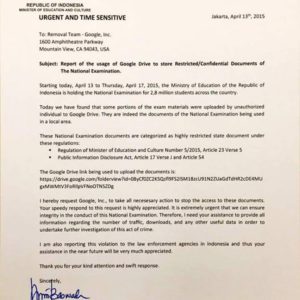 REPUBLIC OF INDONESIA
MINISTER OF EDUCATION AND CULTURE
URGENT AND TIME SENSITIVE
Jakarta, April 13th, 2015
To: Removal Team - Google, Inc.
1600 Amphitheatre Parkway
Mountain View, CA 94043, USA
Subject: Report of the usage of Google Drive to store Restricted/Confidential Documents of
The National Examination.
Starting today, April 13 to Thursday, April 17, 2015, the Ministry of Education of the Republic of
Indonesia is holding the National Examination for 2,8 million students across the country.
Today we have found that some portions of the exam materials were uploaded by unauthorized
individual to Google Drive. They are indeed the documents of the National Examination being used
in a total.
These National Examination documents are categorized as highly restricted state document under
these regulations:
• Regulation of Minister of Education and Culture Number 5/2015, Article 23 Verse 5
• Public Information Disclosure Act, Article 17 Verse J and Article 54
The Google Drive link being used to upload the documents is:
I hereby request Google, Inc., to take all necessary action to stop the access to these documents.
Your speedy respond to this request is highly appreciated. It is extremely urgent that we can ensure
integrity in the conduct of this National Examination. Therefore, I need your assistance to provide all
information regarding the number of traffic, downloads, and any other useful data in order to
undertake further investigation of this act of crime.
I am also reporting this violation to the law enforcement agencies in Indonesia and thus your
assistance in the near future will be very much appreciated.
Thank you for your kind attention and swift response.